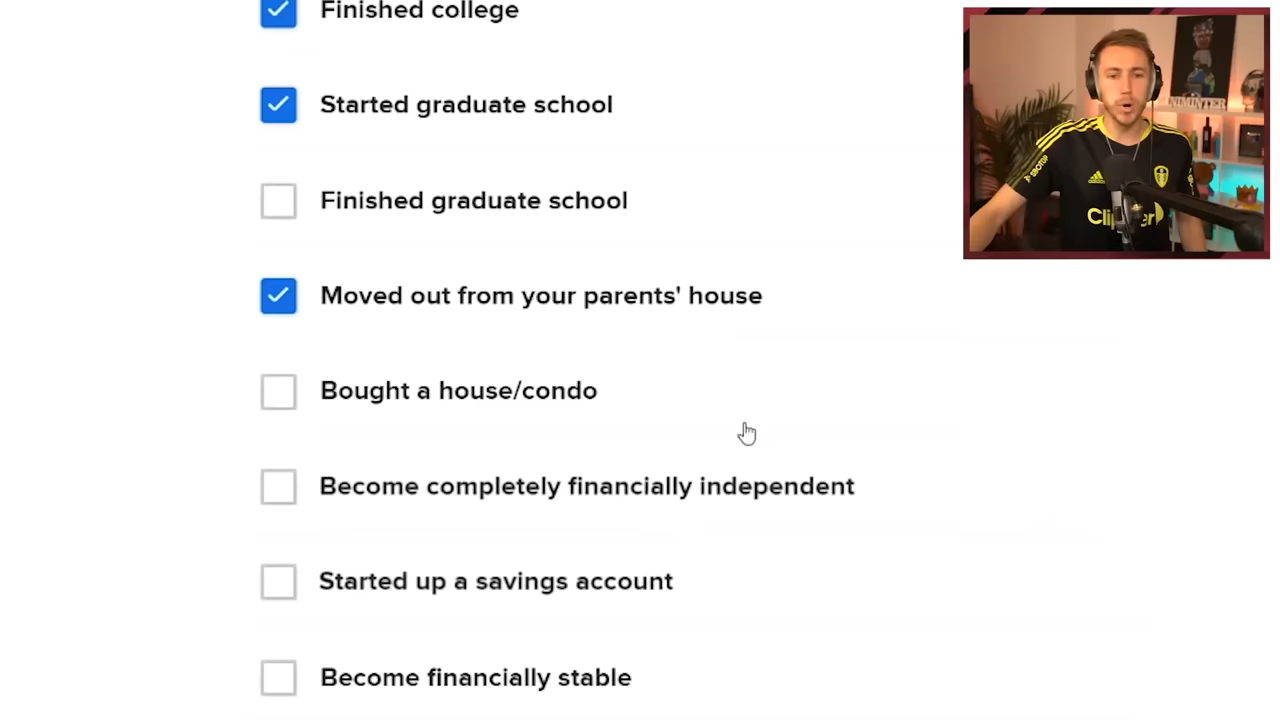 Finished college
Started graduate school
Finished graduate school
Moved out from your parents' house
Bought a house/condo
Become completely financially independent
Started up a savings account
Become financially stable